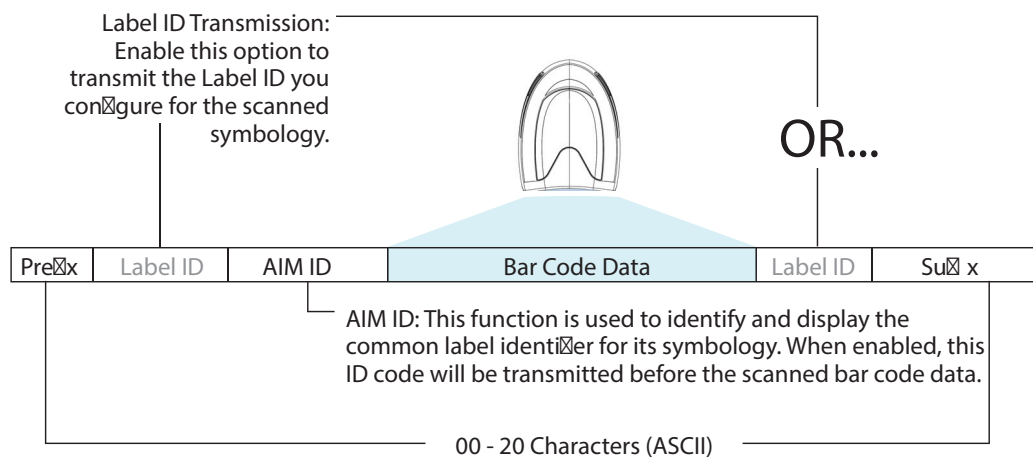 Label ID Transmission:
Enable this option to
transmit the Label ID you
con☒gure for the scanned
symbology.
OR...
Pre☒x Label ID AIM ID Bar Code Data Label ID Su☒ x
AIM ID: This function is used to identify and display the
common label identi☒er for its symbology. When enabled, this
ID code will be transmitted before the scanned bar code data.
00 - 20 Characters (ASCII)